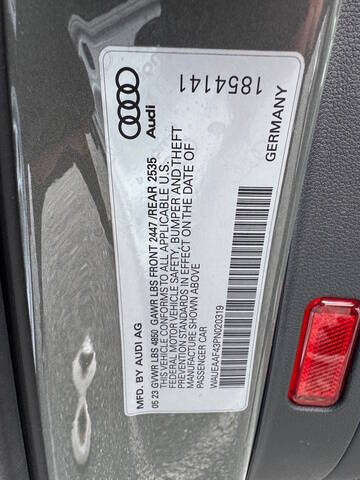 Audi
1854141
MFD. BY AUDI AG
05 23 GVWR LBS 4860 GAWR LBS FRONT 2447 / REAR 2535
THIS VEHICLE CONFORMS TO ALL APPLICABLE U.S.
FEDERAL MOTOR VEHICLE SAFETY, BUMPER AND THEFT
PREVENTION STANDARDS IN EFFECT ON THE DATE OF
MANUFACTURE SHOWN ABOVE
PASSENGER CAR
WAUEAAF43PN020319
GERMANY